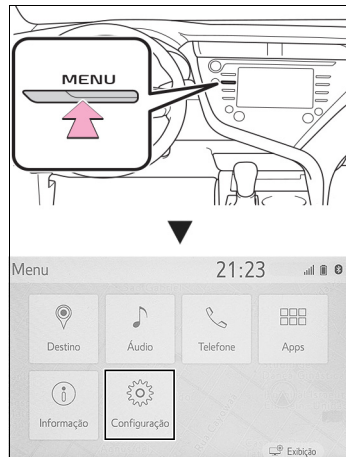 MENU
Menu 21:23
Destino Áudio Telefone Apps
Informação Configuração
Exibição